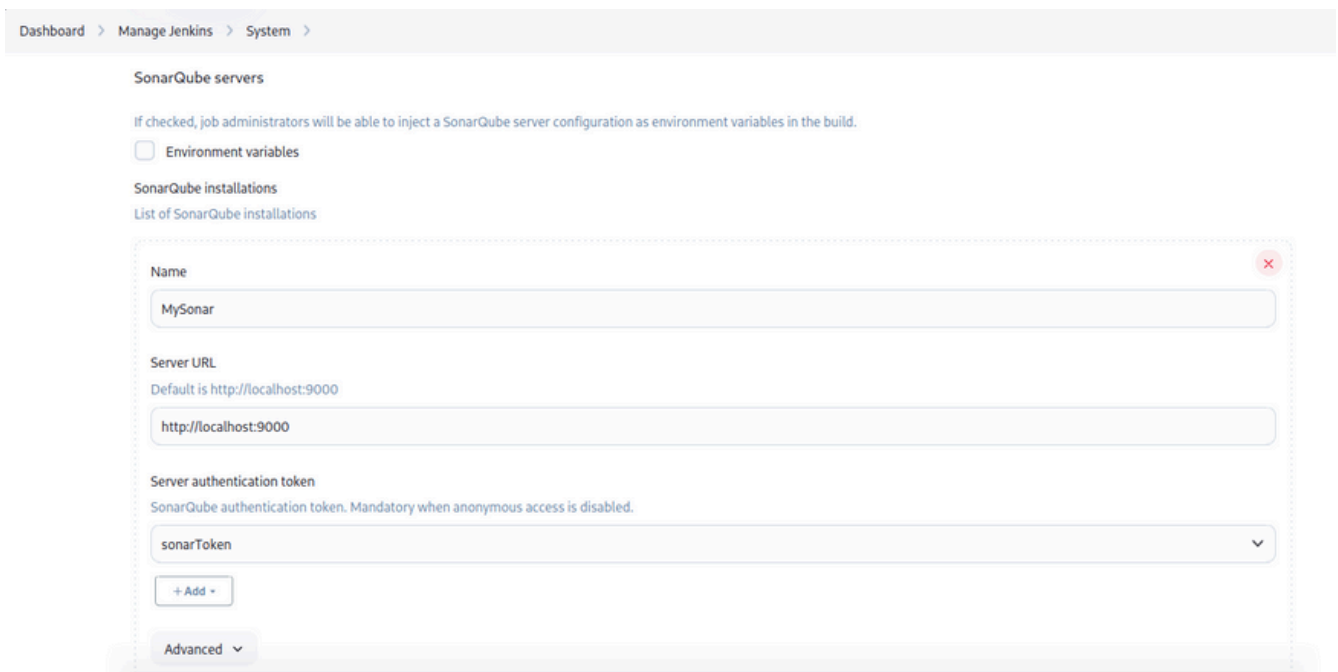 Dashboard > Manage Jenkins > System >
SonarQube servers
If checked, job administrators will be able to inject a SonarQube server configuration as environment variables in the build.
Environment variables
SonarQube installations
List of SonarQube installations
Name
MySonar
Server URL
Default is http://localhost:9000
http://localhost:9000
Server authentication token
SonarQube authentication token. Mandatory when anonymous access is disabled.
sonarToken
+ Add
Advanced